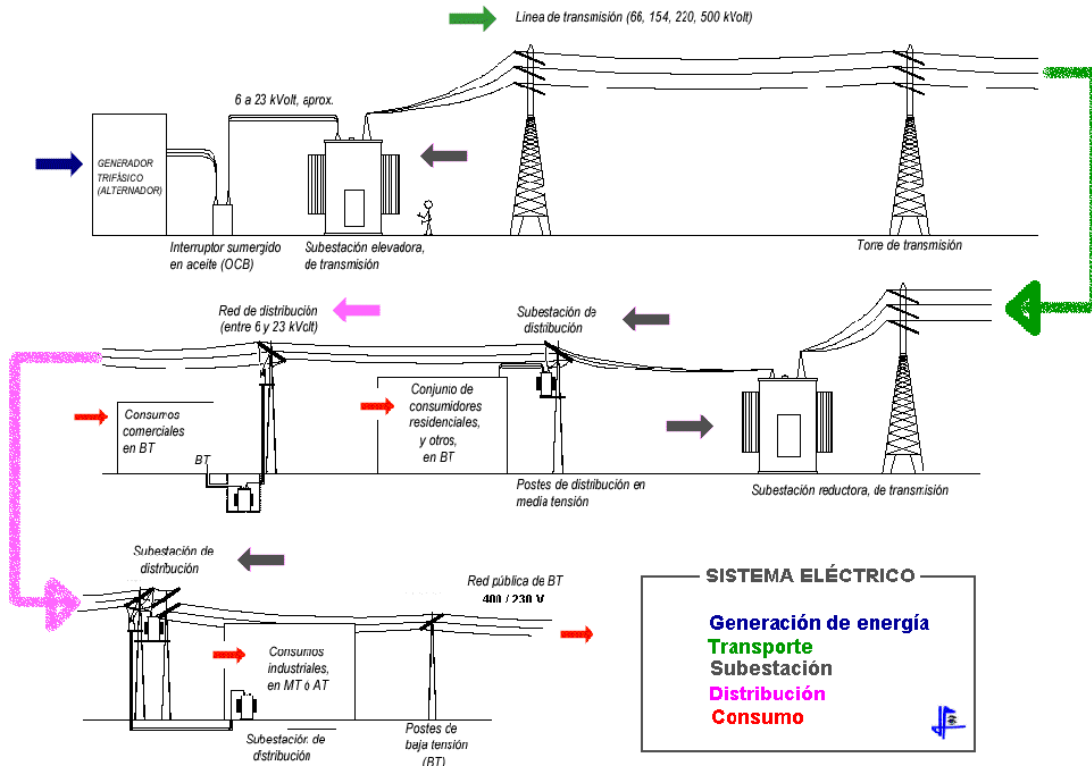 Línea de transmisión (66, 154, 220, 500 kVolt)
6 a 23 kVolt, aprox.
GENERADOR
TRIFÁSICO
(ALTERNADOR)
Interruptor sumergido
en aceite (OCB)
Subestación elevadora,
de transmisión
Torre de transmisión
Red de distribución
(entre 6 y 23 kVolt)
Subestación de
distribución
Consumos
comerciales
en BT
BT
Conjunto de
consumidores
residenciales,
y otros,
en BT
Postes de distribución en
media tensión
Subestación reductora, de transmisión
Subestación de
distribución
Red pública de BT
400 / 230 V
Consumos
industriales,
en MT ó AT
Subestación de
distribución
Postes de
baja tensión
(BT)
SISTEMA ELÉCTRICO
Generación de energía
Transporte
Subestación
Distribución
Consumo